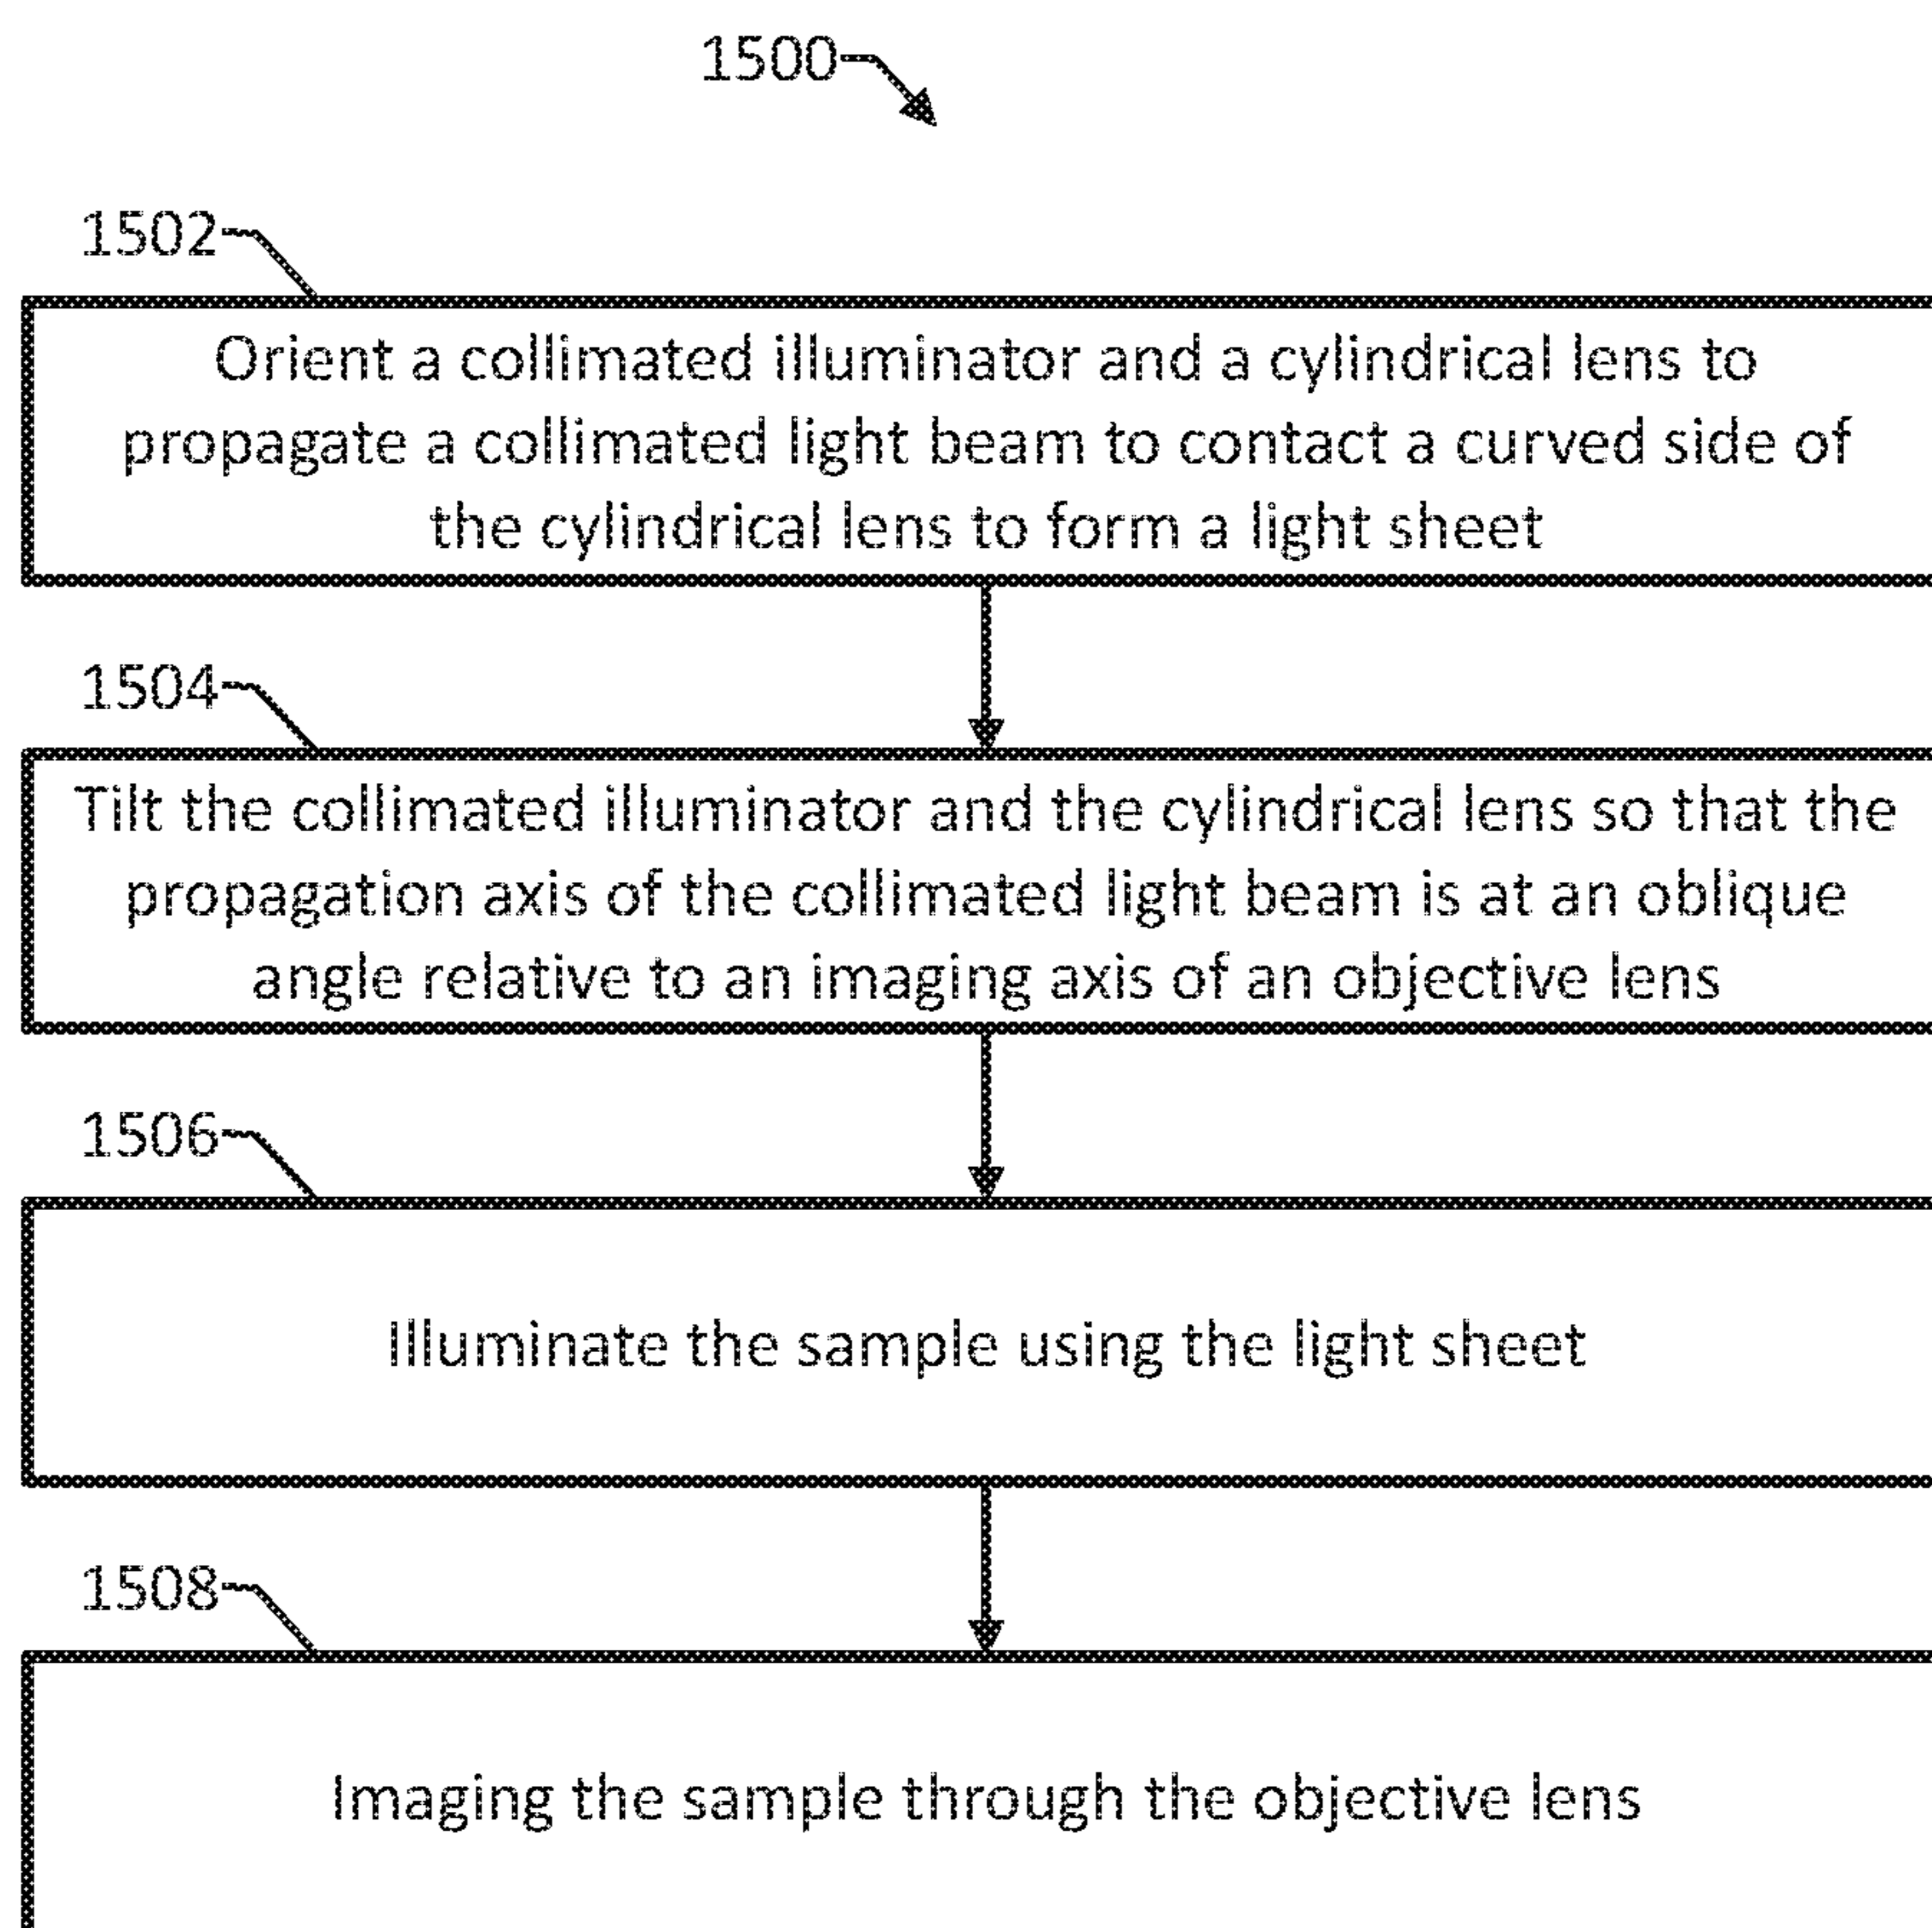 1500
1502
Orient a collimated illuminator and a cylindrical lens to
propagate a collimated light beam to contact a curved side of
the cylindrical lens to form a light sheet
1504
Tilt the collimated illuminator and the cylindrical lens so that the
propagation axis of the collimated light beam is at an oblique
angle relative to an imaging axis of an objective lens
1506
Illuminate the sample using the light sheet
1508
Imaging the sample through the objective lens